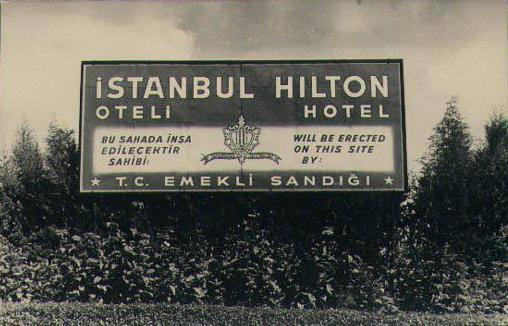 İSTANBUL HILTON
OTELİ HOTEL
BU SAHADA İNŞA
EDİLEÇEKTİR
SAHİBİ:
WILL BE ERECTED
ON THIS SITE
BY:
★ T.C. EMEKLİ SANDIĞI ★